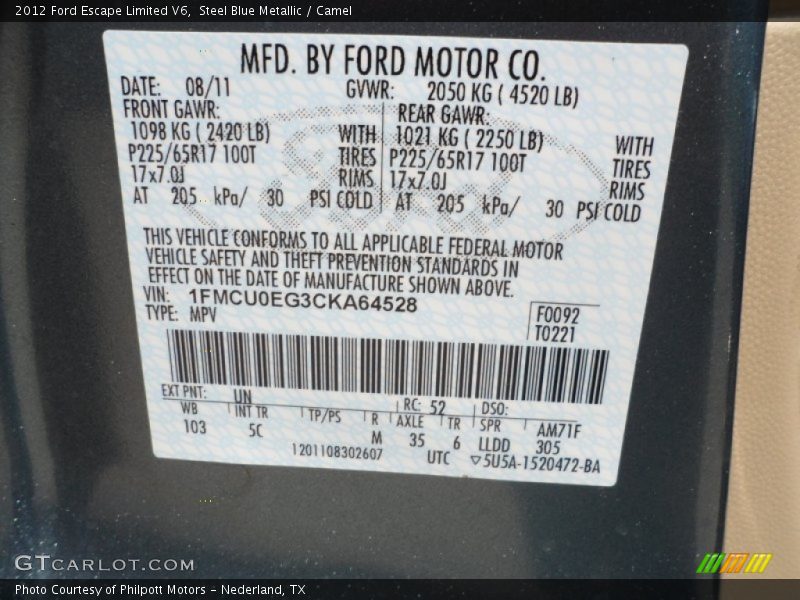 2012 Ford Escape Limited V6, Steel Blue Metallic / Camel
MFD. BY FORD MOTOR CO.
DATE: 08/11 GVWR: 2050 KG ( 4520 LB)
FRONT GAWR: REAR GAWR:
1098 KG ( 2420 LB) WITH 1021 KG ( 2250 LB) WITH
P225/65R17 100T TIRES P225/65R17 100T TIRES
17x7.0J RIMS 17x7.0J RIMS
AT 205 kPa/ 30 PSI COLD AT 205 kPa/ 30 PSI COLD
THIS VEHICLE CONFORMS TO ALL APPLICABLE FEDERAL MOTOR
VEHICLE SAFETY AND THEFT PREVENTION STANDARDS IN
EFFECT ON THE DATE OF MANUFACTURE SHOWN ABOVE.
VIN: 1FMCU0EG3CKA64528
TYPE: MPV
F0092
T0221
EXT PNT: UN RC: 52 DSO:
WB INT TR TP/PS R AXLE TR SPR AM71F
103 5C M 35 6 LLDD 305
1201108302607 UTC ▽5U5A-1520472-BA
Ford
GTCARLOT.COM
Photo Courtesy of Philpott Motors - Nederland, TX